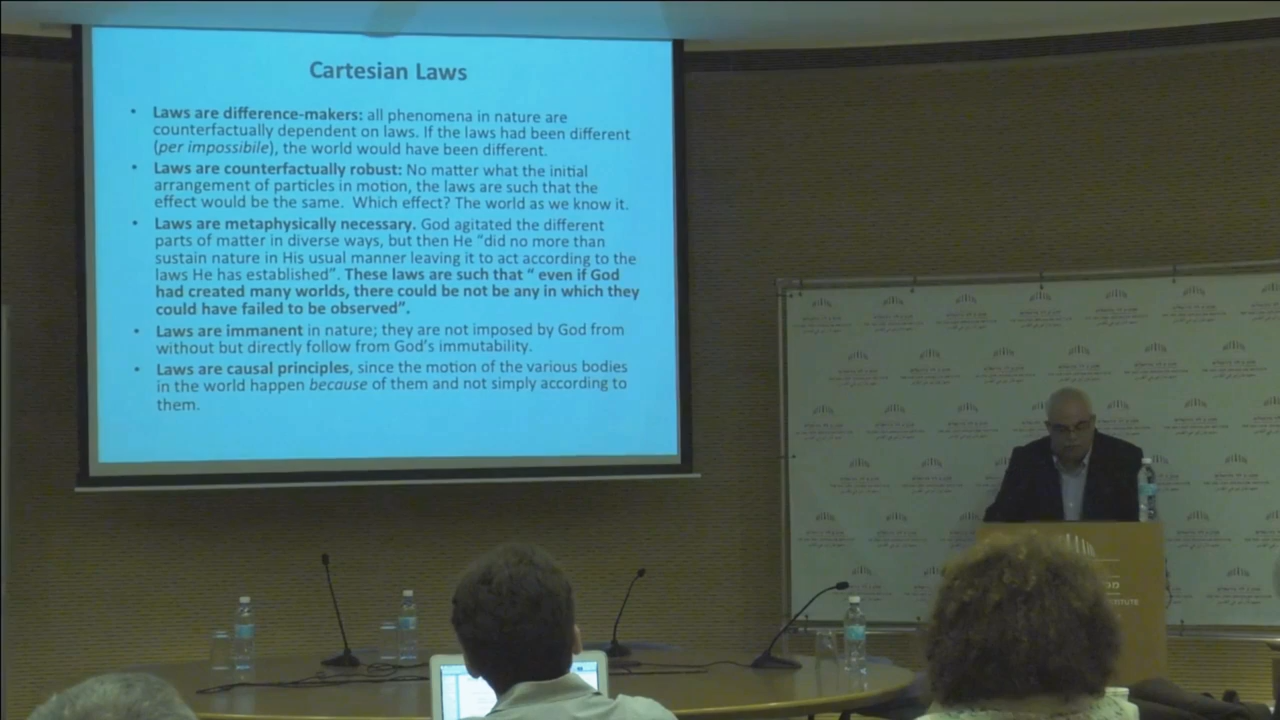 Cartesian Laws
• Laws are difference-makers: all phenomena in nature are
counterfactually dependent on laws. If the laws had been different
(per impossibile), the world would have been different.
• Laws are counterfactually robust: No matter what the initial
arrangement of particles in motion, the laws are such that the
effect would be the same. Which effect? The world as we know it.
• Laws are metaphysically necessary. God agitated the different
parts of matter in diverse ways, but then He “did no more than
sustain nature in His usual manner leaving it to act according to the
laws He has established”. These laws are such that “ even if God
had created many worlds, there could be not be any in which they
could have failed to be observed”.
• Laws are immanent in nature; they are not imposed by God from
without but directly follow from God’s immutability.
• Laws are causal principles, since the motion of the various bodies
in the world happen because of them and not simply according to
them.